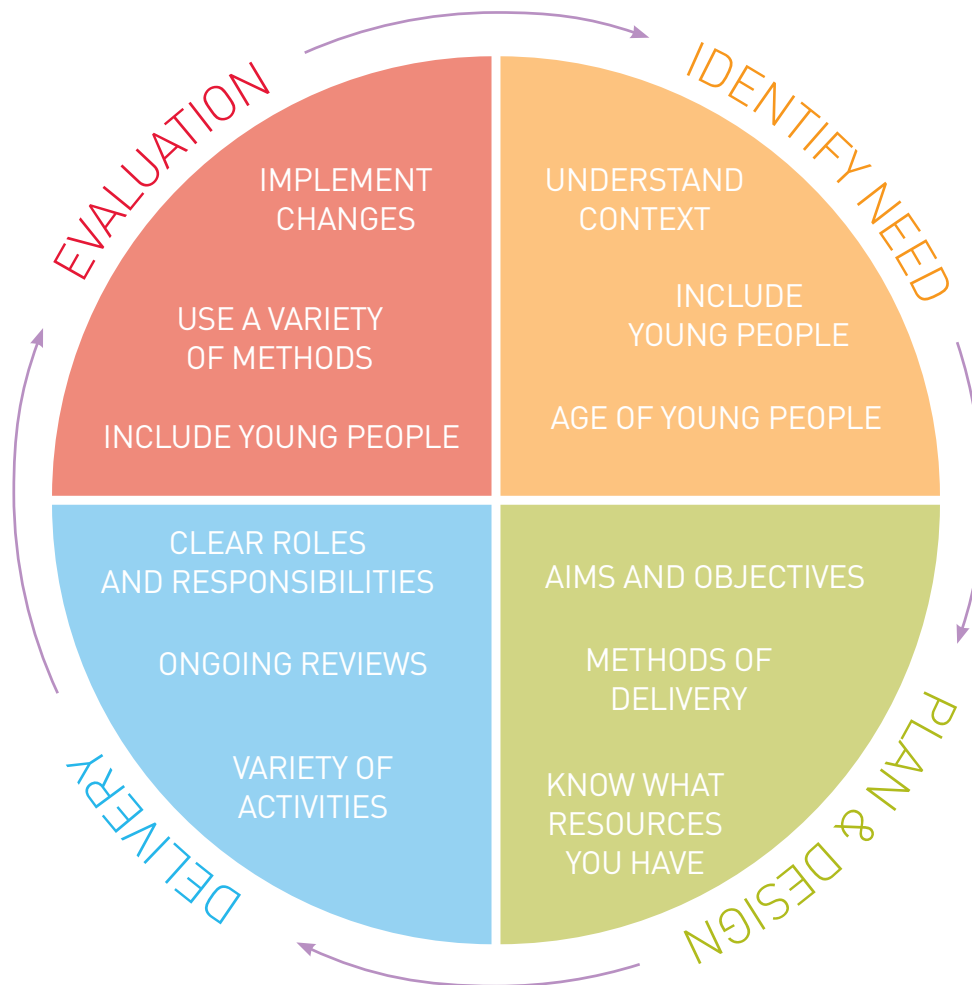 EVALUATION
IMPLEMENT
CHANGES
USE A VARIETY
OF METHODS
INCLUDE YOUNG PEOPLE
IDENTIFY NEED
UNDERSTAND
CONTEXT
INCLUDE
YOUNG PEOPLE
AGE OF YOUNG PEOPLE
CLEAR ROLES
AND RESPONSIBILITIES
ONGOING REVIEWS
VARIETY OF
ACTIVITIES
DELIVERY
AIMS AND OBJECTIVES
METHODS OF
DELIVERY
KNOW WHAT
RESOURCES
YOU HAVE
PLAN & DESIGN